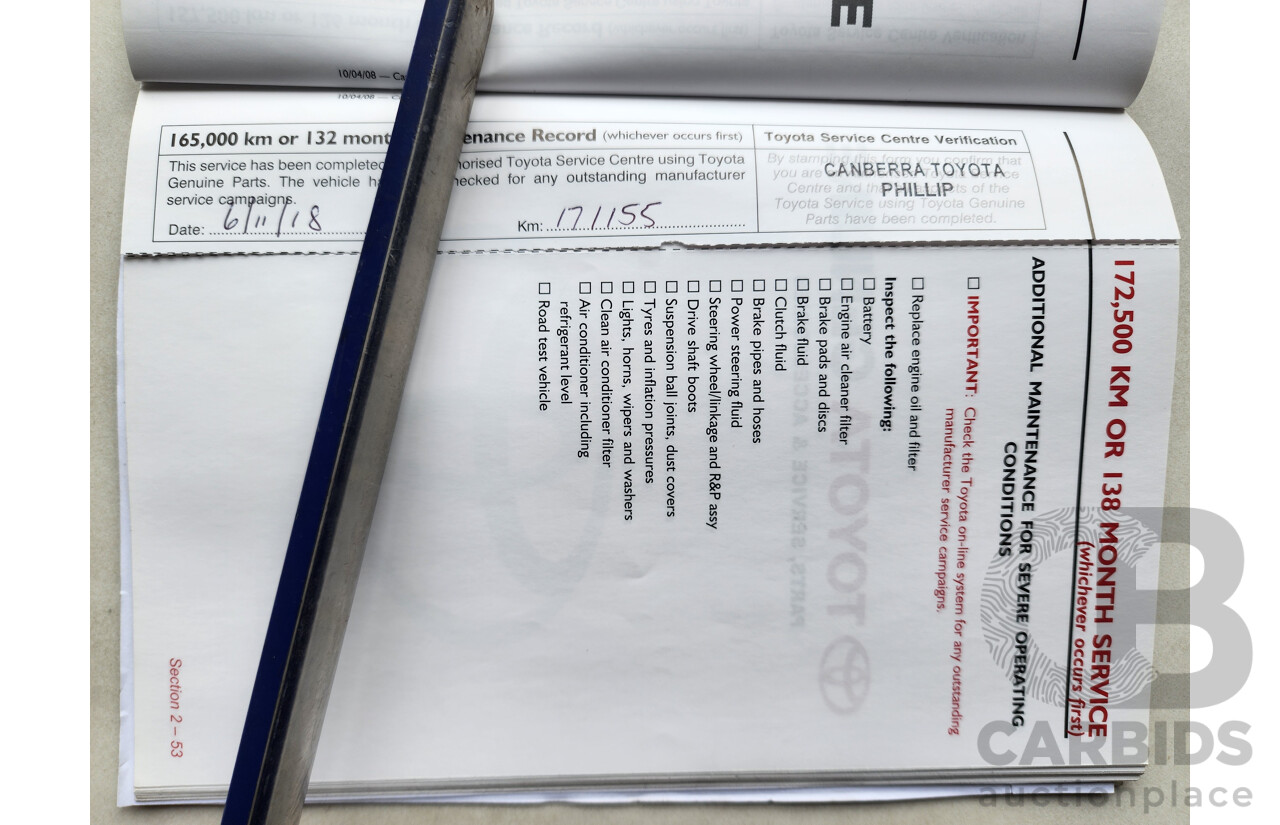 E
10/04/08 — Ca
165,000 km or 132 mont enance Record (whichever occurs first)
This service has been completed horised Toyota Service Centre using Toyota
Genuine Parts. The vehicle ha hecked for any outstanding manufacturer
service campaigns.
Date: 6/11/18 Km: 171155
Toyota Service Centre Verification
By stamping this form you confirm that
you are Service
Centre and that of the
Toyota Service using Toyota Genuine
Parts have been completed.
CANBERRA TOYOTA
PHILLIP
172,500 KM OR 138 MONTH SERVICE
(whichever occurs first)
ADDITIONAL MAINTENANCE FOR SEVERE OPERATING
CONDITIONS
IMPORTANT: Check the Toyota on-line system for any outstanding
manufacturer service campaigns.
Replace engine oil and filter
Inspect the following:
Battery
Engine air cleaner filter
Brake pads and discs
Brake fluid
Clutch fluid
Brake pipes and hoses
Power steering fluid
Steering wheel/linkage and R&P assy
Drive shaft boots
Suspension ball joints, dust covers
Tyres and inflation pressures
Lights, horns, wipers and washers
Clean air conditioner filter
Air conditioner including
refrigerant level
Road test vehicle
Section 2 – 53
CB
CARBIDS
auctionplace